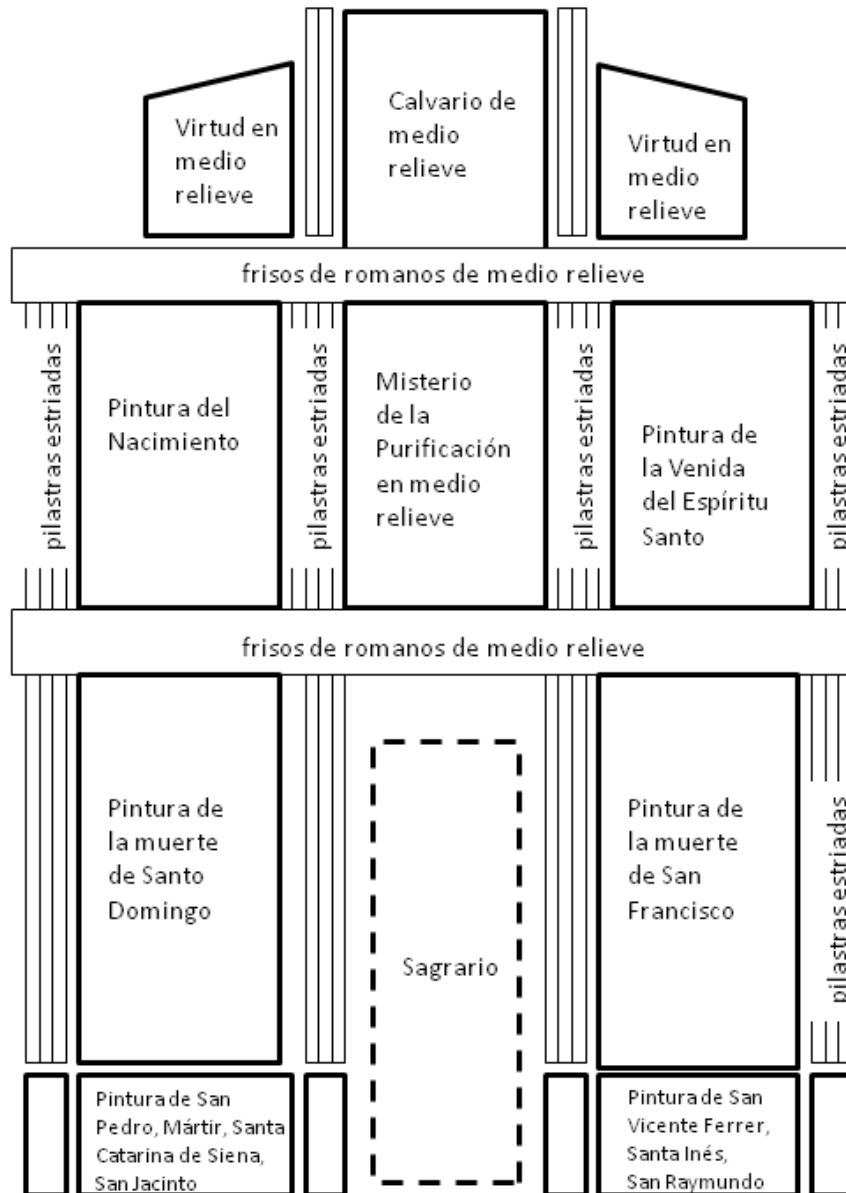 Virtud en
medio
relieve
Calvario de
medio
relieve
Virtud en
medio
relieve
frisos de romanos de medio relieve
pilastras estriadas
Pintura del
Nacimiento
pilastras estriadas
Misterio
de la
Purificación
en medio
relieve
pilastras estriadas
Pintura de
la Venida
del Espíritu
Santo
pilastras estriadas
frisos de romanos de medio relieve
Pintura de
la muerte
de Santo
Domingo
Sagrario
Pintura de
la muerte
de San
Francisco
pilastras estriadas
Pintura de San
Pedro, Mártir, Santa
Catarina de Siena,
San Jacinto
Pintura de San
Vicente Ferrer,
Santa Inés,
San Raymundo